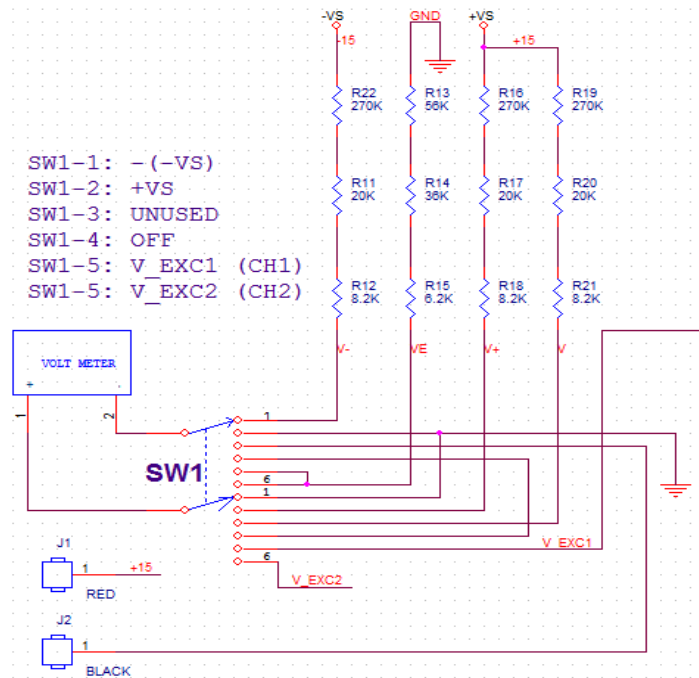 -VS
GND
+VS
-15
+15
R22
270K
R13
56K
R16
270K
R19
270K
SW1-1: -(-VS)
SW1-2: +VS
SW1-3: UNUSED
SW1-4: OFF
SW1-5: V_EXC1 (CH1)
SW1-5: V_EXC2 (CH2)
R11
20K
R14
36K
R17
20K
R20
20K
R12
8.2K
R15
6.2K
R18
8.2K
R21
8.2K
V-
VE
V+
V
VOLT METER
+
-
1
2
1
SW1
6
1
V_EXC1
6
V_EXC2
J1
1
+15
RED
J2
1
BLACK